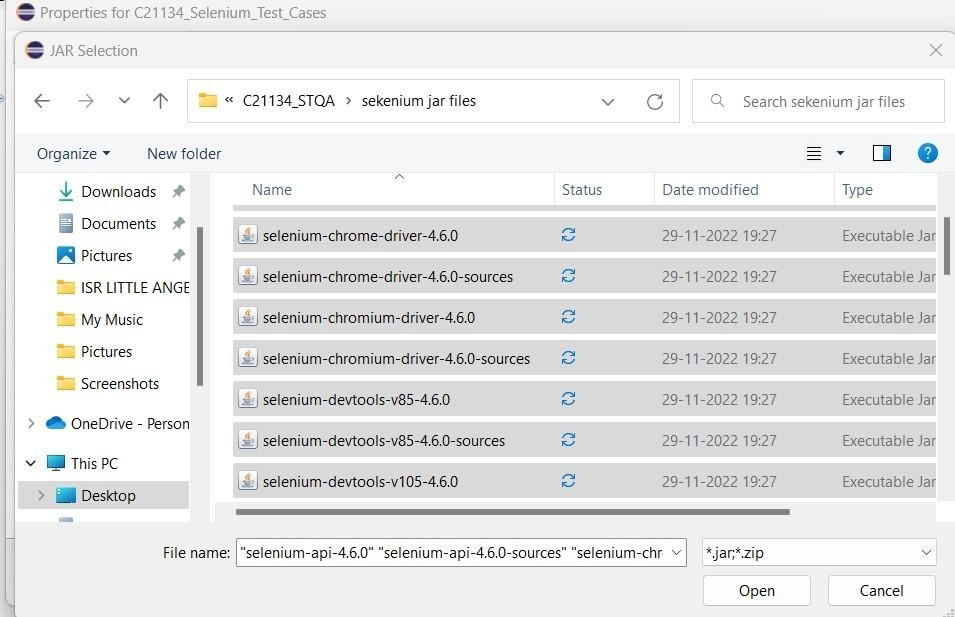 Properties for C21134_Selenium_Test_Cases
JAR Selection
« C21134_STQA > sekenium jar files
Search sekenium jar files
Organize
New folder
?
Name
Status
Date modified
Type
Downloads
Documents
Pictures
ISR LITTLE ANGE
My Music
Pictures
Screenshots
OneDrive - Person
This PC
Desktop
selenium-chrome-driver-4.6.0 29-11-2022 19:27 Executable Jar
selenium-chrome-driver-4.6.0-sources 29-11-2022 19:27 Executable Jar
selenium-chromium-driver-4.6.0 29-11-2022 19:27 Executable Jar
selenium-chromium-driver-4.6.0-sources 29-11-2022 19:27 Executable Jar
selenium-devtools-v85-4.6.0 29-11-2022 19:27 Executable Jar
selenium-devtools-v85-4.6.0-sources 29-11-2022 19:27 Executable Jar
selenium-devtools-v105-4.6.0 29-11-2022 19:27 Executable Jar
File name: "selenium-api-4.6.0" "selenium-api-4.6.0-sources" "selenium-chr
*.jar;*.zip
Open
Cancel